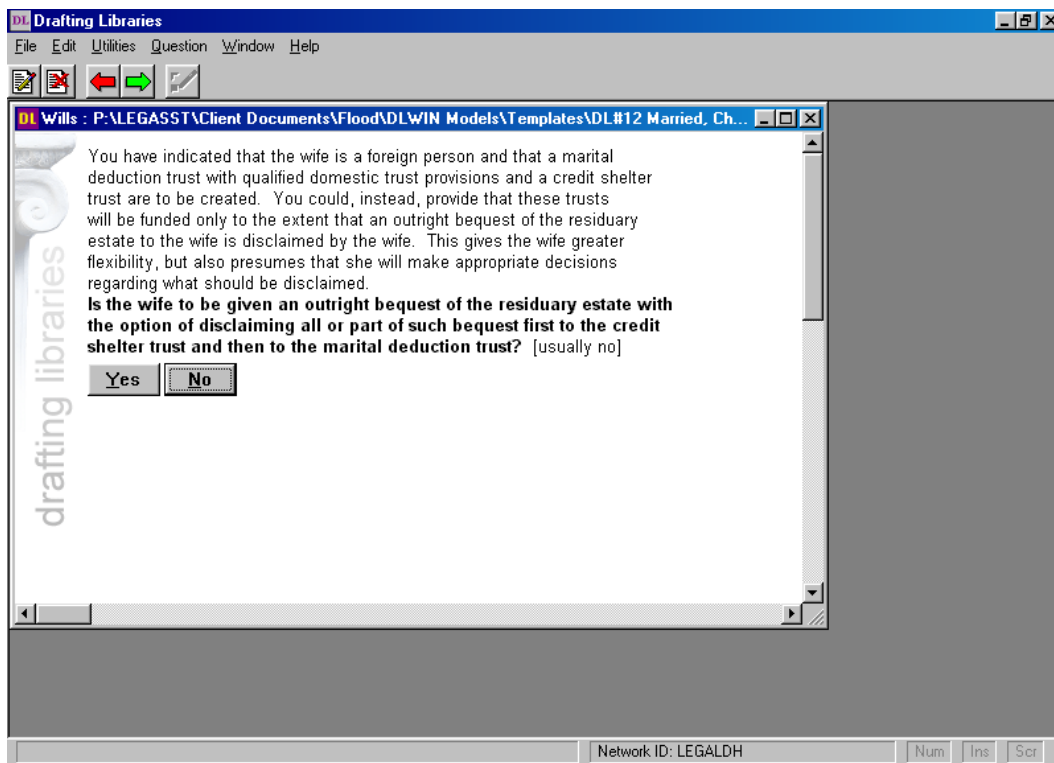 DL Drafting Libraries
File Edit Utilities Question Window Help
DL Wills : P:\LEGASST\Client Documents\Flood\DLWIN Models\Templates\DL#12 Married, Ch...
You have indicated that the wife is a foreign person and that a marital
deduction trust with qualified domestic trust provisions and a credit shelter
trust are to be created. You could, instead, provide that these trusts
will be funded only to the extent that an outright bequest of the residuary
estate to the wife is disclaimed by the wife. This gives the wife greater
flexibility, but also presumes that she will make appropriate decisions
regarding what should be disclaimed.
Is the wife to be given an outright bequest of the residuary estate with
the option of disclaiming all or part of such bequest first to the credit
shelter trust and then to the marital deduction trust? [usually no]
Yes No
drafting libraries
Network ID: LEGALDH Num Ins Scr